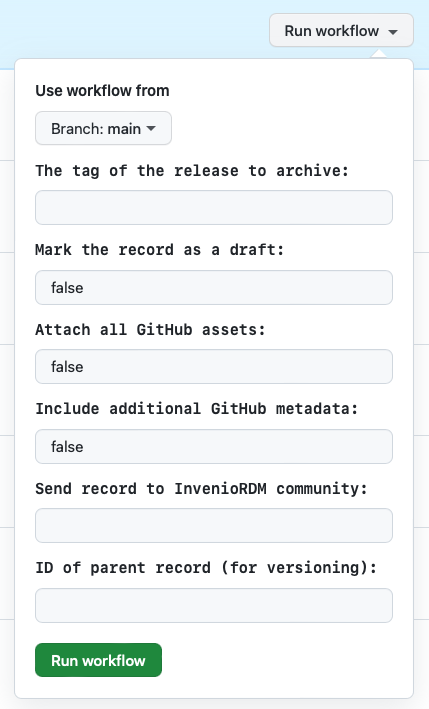 Run workflow
Use workflow from
Branch: main
The tag of the release to archive:
Mark the record as a draft:
false
Attach all GitHub assets:
false
Include additional GitHub metadata:
false
Send record to InvenioRDM community:
ID of parent record (for versioning):
Run workflow